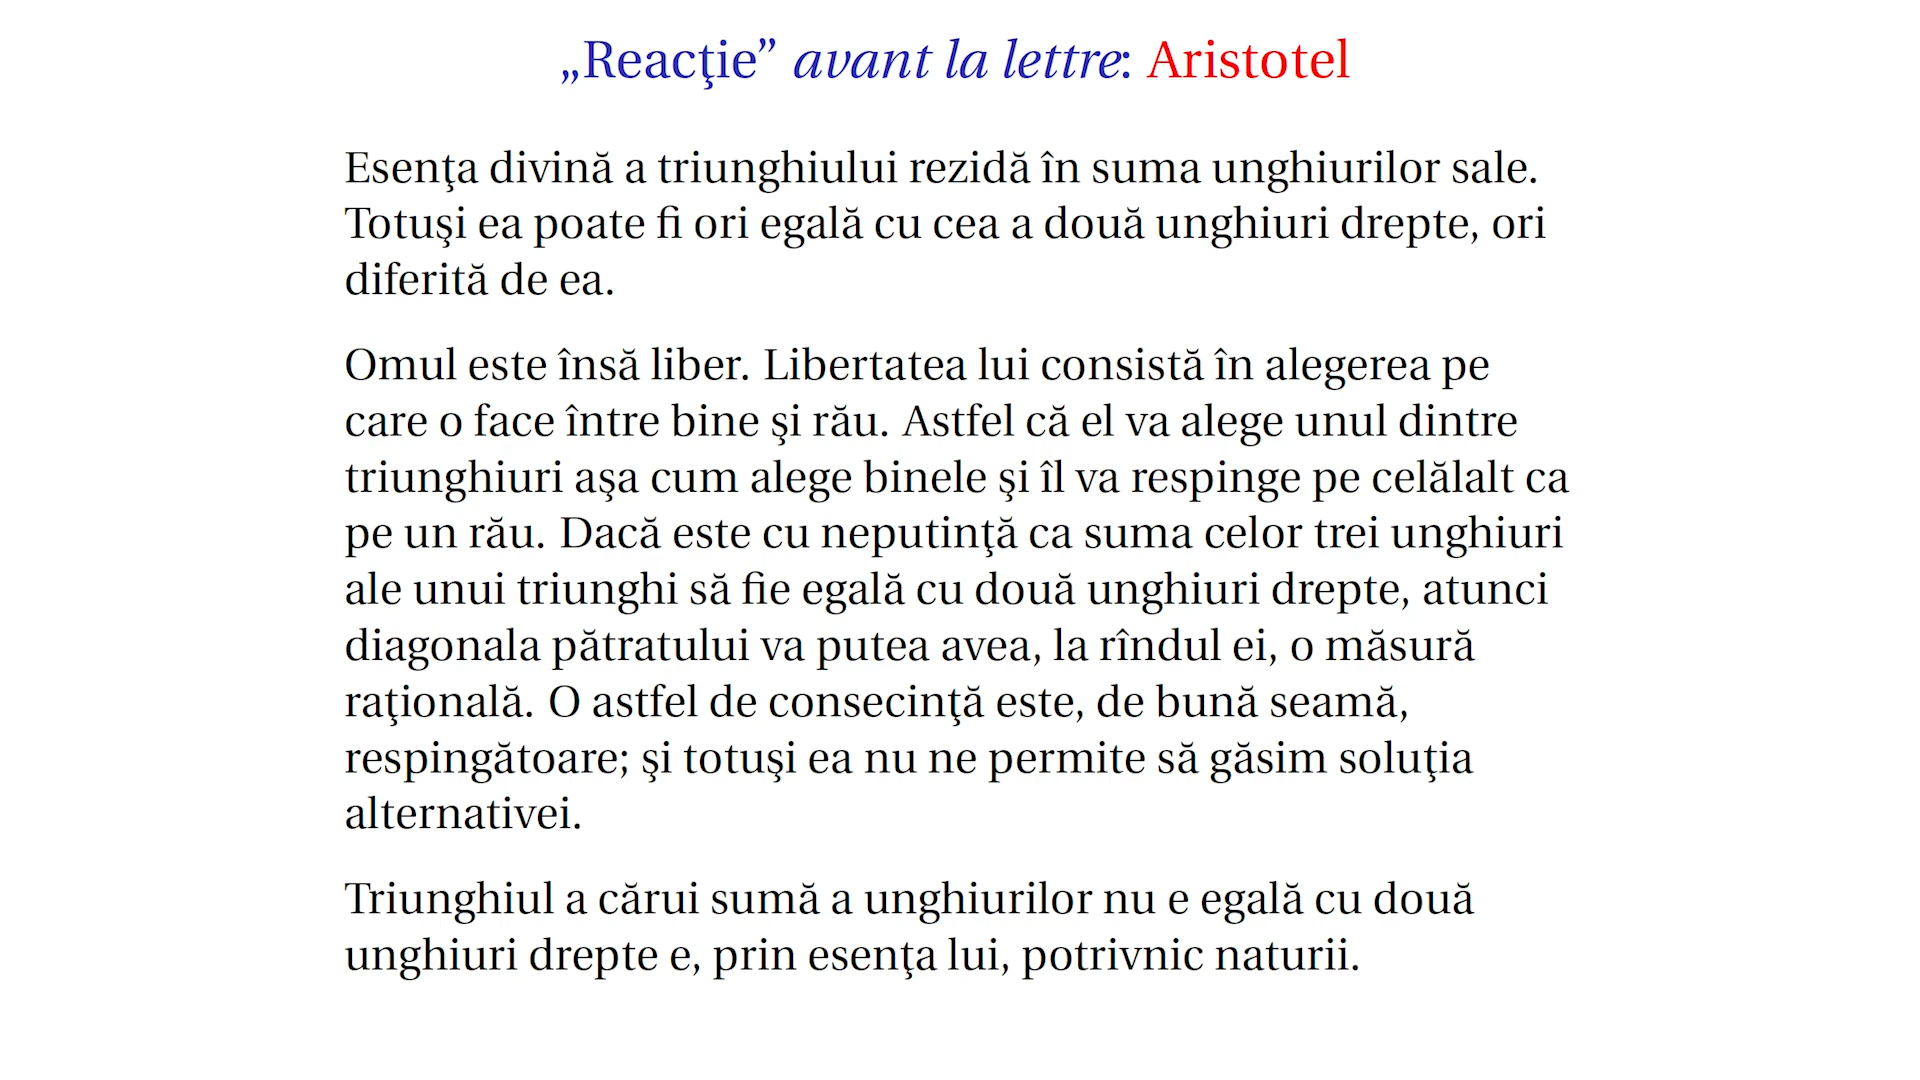 „Reacţie” avant la lettre: Aristotel
Esenţa divină a triunghiului rezidă în suma unghiurilor sale.
Totuşi ea poate fi ori egală cu cea a două unghiuri drepte, ori
diferită de ea.
Omul este însă liber. Libertatea lui consistă în alegerea pe
care o face între bine şi rău. Astfel că el va alege unul dintre
triunghiuri aşa cum alege binele şi îl va respinge pe celălalt ca
pe un rău. Dacă este cu neputinţă ca suma celor trei unghiuri
ale unui triunghi să fie egală cu două unghiuri drepte, atunci
diagonala pătratului va putea avea, la rîndul ei, o măsură
raţională. O astfel de consecinţă este, de bună seamă,
respingătoare; şi totuşi ea nu ne permite să găsim soluţia
alternativei.
Triunghiul a cărui sumă a unghiurilor nu e egală cu două
unghiuri drepte e, prin esenţa lui, potrivnic naturii.